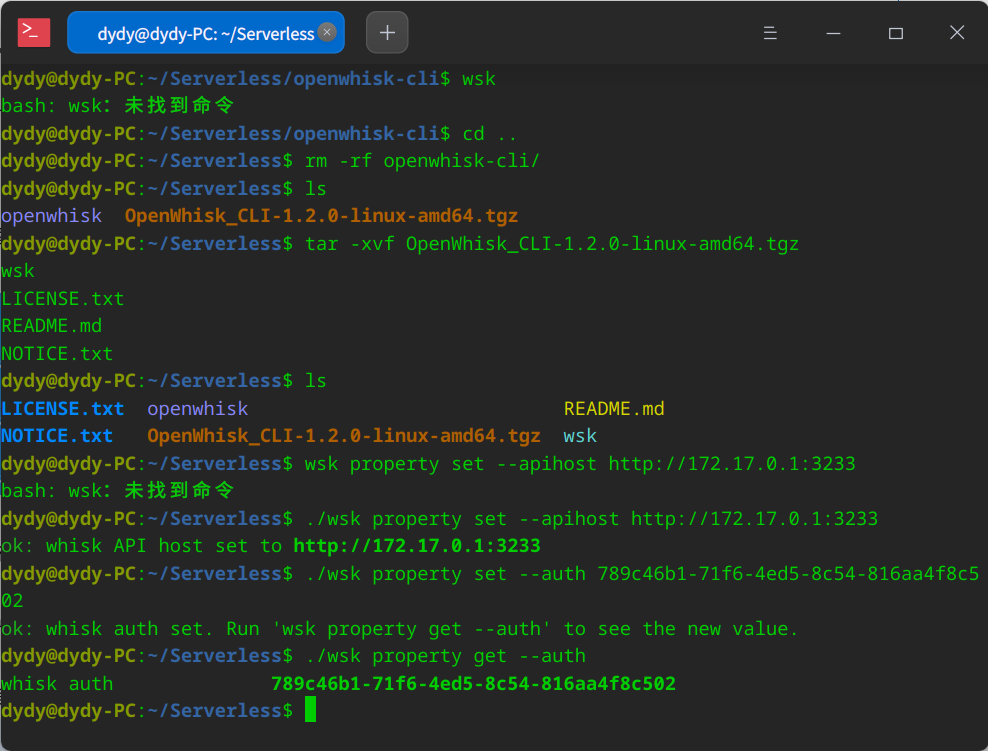 dydy@dydy-PC: ~/Serverless
dydy@dydy-PC:~/Serverless/openwhisk-cli$ wsk
bash: wsk：未找到命令
dydy@dydy-PC:~/Serverless/openwhisk-cli$ cd ..
dydy@dydy-PC:~/Serverless$ rm -rf openwhisk-cli/
dydy@dydy-PC:~/Serverless$ ls
openwhisk  OpenWhisk_CLI-1.2.0-linux-amd64.tgz
dydy@dydy-PC:~/Serverless$ tar -xvf OpenWhisk_CLI-1.2.0-linux-amd64.tgz
wsk
LICENSE.txt
README.md
NOTICE.txt
dydy@dydy-PC:~/Serverless$ ls
LICENSE.txt  openwhisk                            README.md
NOTICE.txt   OpenWhisk_CLI-1.2.0-linux-amd64.tgz  wsk
dydy@dydy-PC:~/Serverless$ wsk property set --apihost http://172.17.0.1:3233
bash: wsk：未找到命令
dydy@dydy-PC:~/Serverless$ ./wsk property set --apihost http://172.17.0.1:3233
ok: whisk API host set to http://172.17.0.1:3233
dydy@dydy-PC:~/Serverless$ ./wsk property set --auth 789c46b1-71f6-4ed5-8c54-816aa4f8c5
02
ok: whisk auth set. Run 'wsk property get --auth' to see the new value.
dydy@dydy-PC:~/Serverless$ ./wsk property get --auth
whisk auth              789c46b1-71f6-4ed5-8c54-816aa4f8c502
dydy@dydy-PC:~/Serverless$